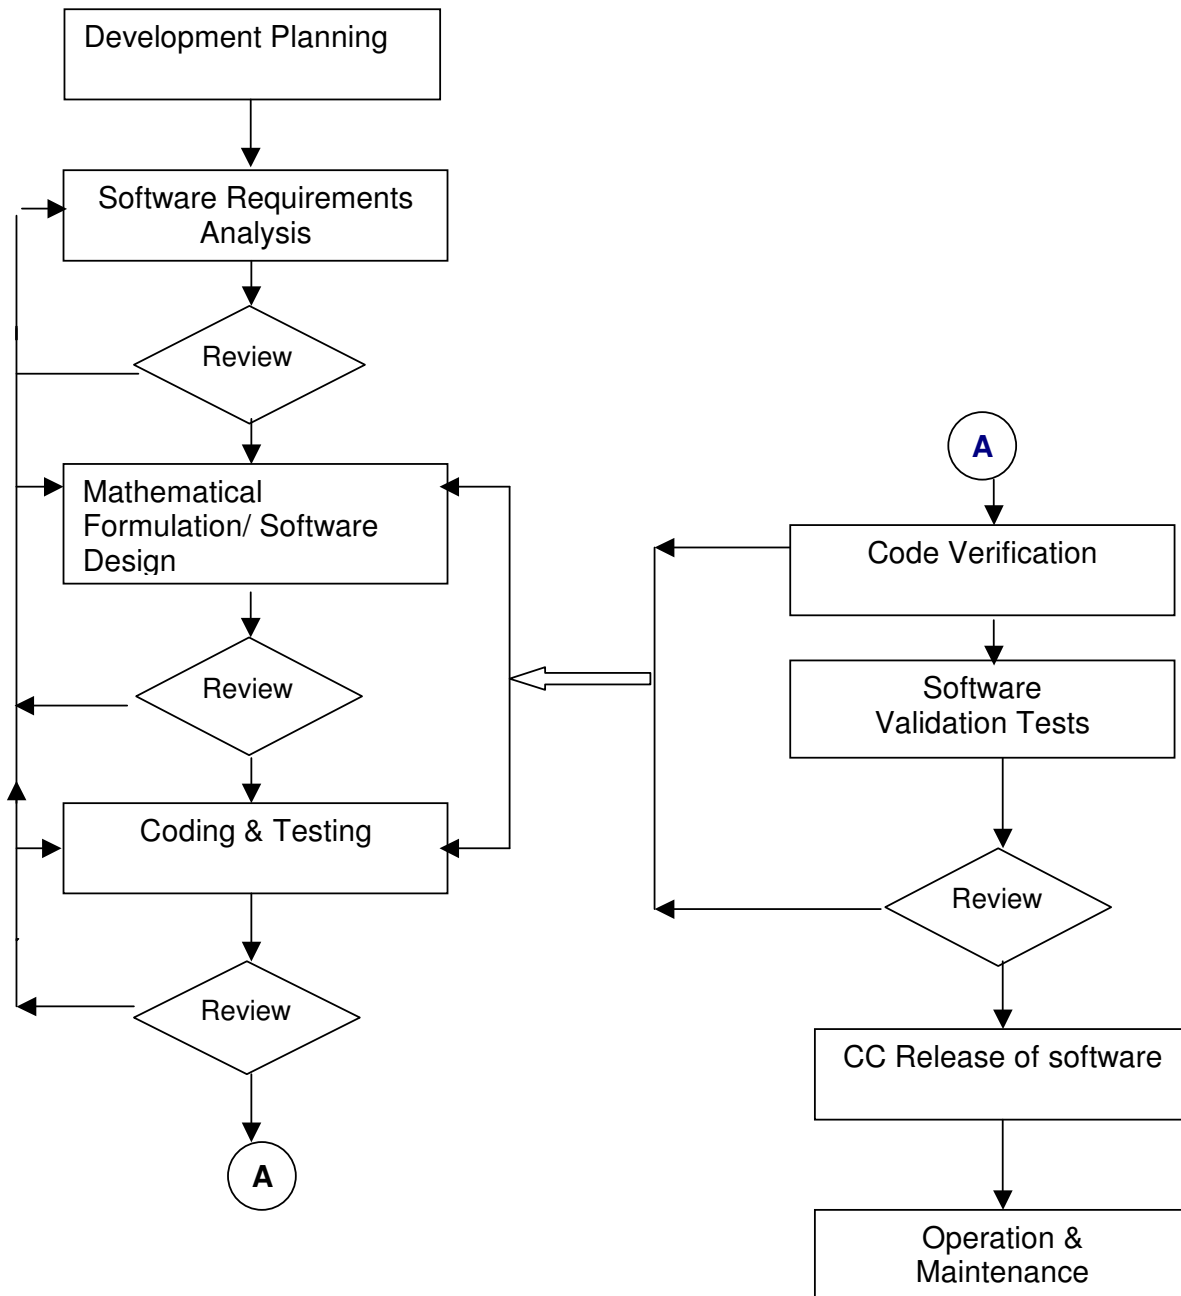 Development Planning
Software Requirements
Analysis
Review
Mathematical
Formulation/ Software
Design
Review
Coding & Testing
Review
A
A
Code Verification
Software
Validation Tests
Review
CC Release of software
Operation &
Maintenance